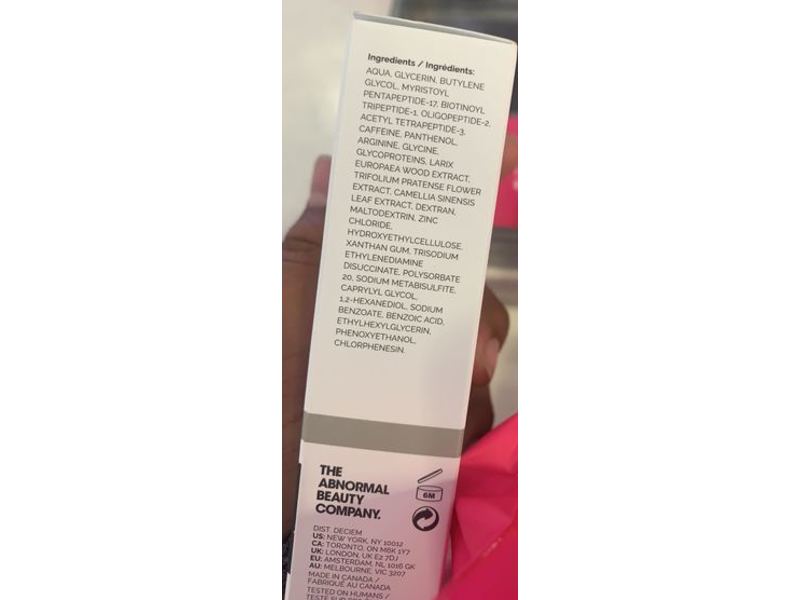 Ingredients / Ingrédients:
AQUA, GLYCERIN, BUTYLENE
GLYCOL, MYRISTOYL
PENTAPEPTIDE-17, BIOTINOYL
TRIPEPTIDE-1, OLIGOPEPTIDE-2,
ACETYL TETRAPEPTIDE-3,
CAFFEINE, PANTHENOL,
ARGININE, GLYCINE,
GLYCOPROTEINS, LARIX
EUROPAEA WOOD EXTRACT,
TRIFOLIUM PRATENSE FLOWER
EXTRACT, CAMELLIA SINENSIS
LEAF EXTRACT, DEXTRAN,
MALTODEXTRIN, ZINC
CHLORIDE,
HYDROXYETHYLCELLULOSE,
XANTHAN GUM, TRISODIUM
ETHYLENEDIAMINE
DISUCCINATE, POLYSORBATE
20, SODIUM METABISULFITE,
CAPRYLYL GLYCOL,
1,2-HEXANEDIOL, SODIUM
BENZOATE, BENZOIC ACID,
ETHYLHEXYLGLYCERIN,
PHENOXYETHANOL,
CHLORPHENESIN.
THE
ABNORMAL
BEAUTY
COMPANY.
6M
DIST. DECIEM
US: NEW YORK, NY 10012
CA: TORONTO, ON M8K 1Y7
UK: LONDON, UK E2 7DJ
EU: AMSTERDAM, NL 1016 GK
AU: MELBOURNE, VIC 3207
MADE IN CANADA /
FABRIQUÉ AU CANADA
TESTED ON HUMANS /
TESTÉ SUR